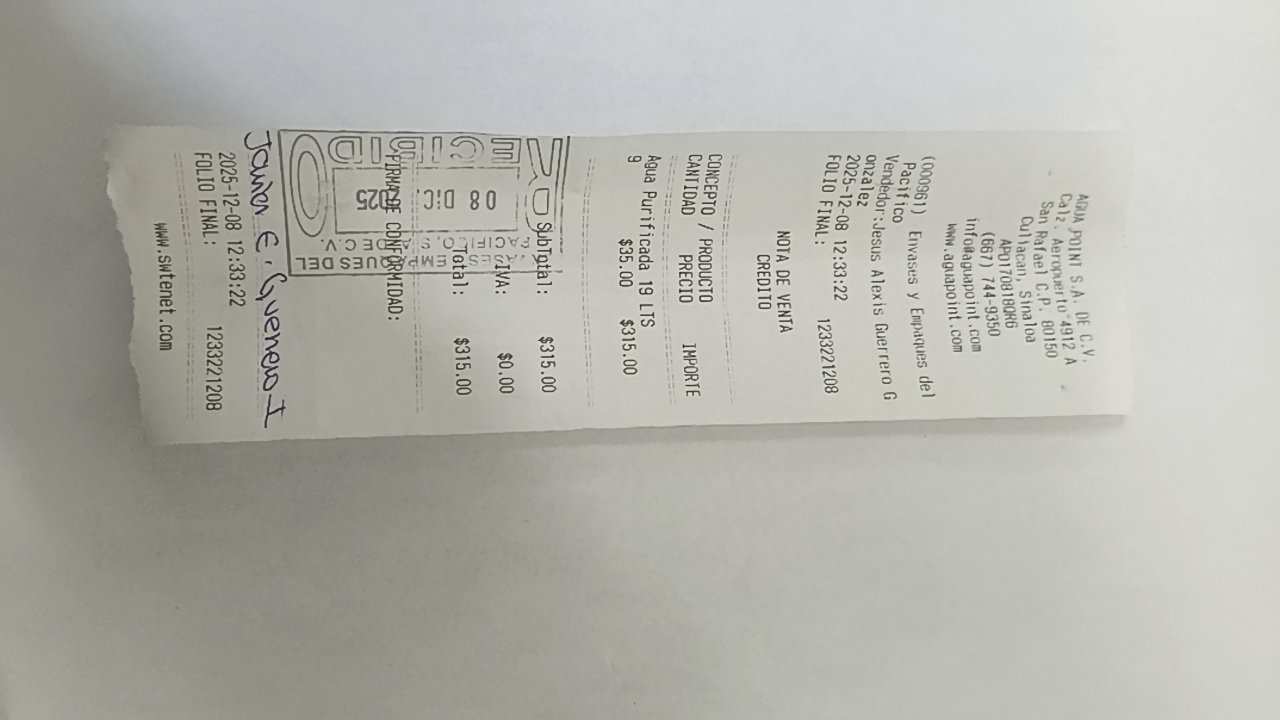 AGUA POINT S.A. DE C.V.
Calz. Aeropuerto 4912 A
San Rafael C.P. 80150
Culiacan, Sinaloa
APO170818QR6
(667) 744-9350
info@aguapoint.com
www.aguapoint.com
(000961) Envases y Empaques del
Pacifico
Vendedor:Jesus Alexis Guerrero G
onzalez
2025-12-08 12:33:22
FOLIO FINAL: 1233221208
NOTA DE VENTA
CREDITO
CONCEPTO / PRODUCTO
CANTIDAD PRECIO IMPORTE
Agua Purificada 19 LTS
9 $35.00 $315.00
SubTotal: $315.00
IVA: $0.00
Total: $315.00
FIRMA DE CONFORMIDAD:
ENVASES Y EMPAQUES DEL
PACIFICO, S.A. DE C.V.
08 DIC. 2025
RECIBIDO
Javier E Guerrero I
2025-12-08 12:33:22
FOLIO FINAL: 1233221208
www.swtenet.com